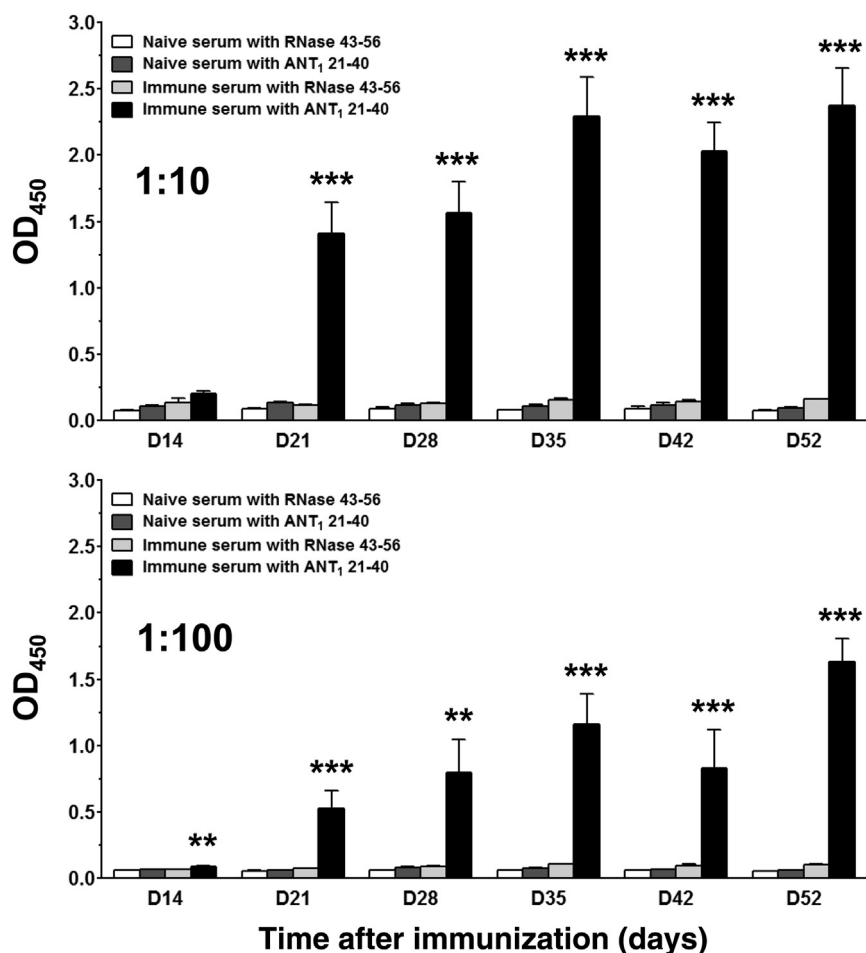 3.0
Naive serum with RNase 43-56
Naive serum with ANT₁ 21-40
Immune serum with RNase 43-56
Immune serum with ANT₁ 21-40
2.5
2.0
1.5
1.0
0.5
0.0
OD₄₅₀
1:10
***
***
***
***
***
D14 D21 D28 D35 D42 D52
3.0
Naive serum with RNase 43-56
Naive serum with ANT₁ 21-40
Immune serum with RNase 43-56
Immune serum with ANT₁ 21-40
2.5
2.0
1.5
1.0
0.5
0.0
OD₄₅₀
1:100
**
***
**
***
***
***
D14 D21 D28 D35 D42 D52
Time after immunization (days)